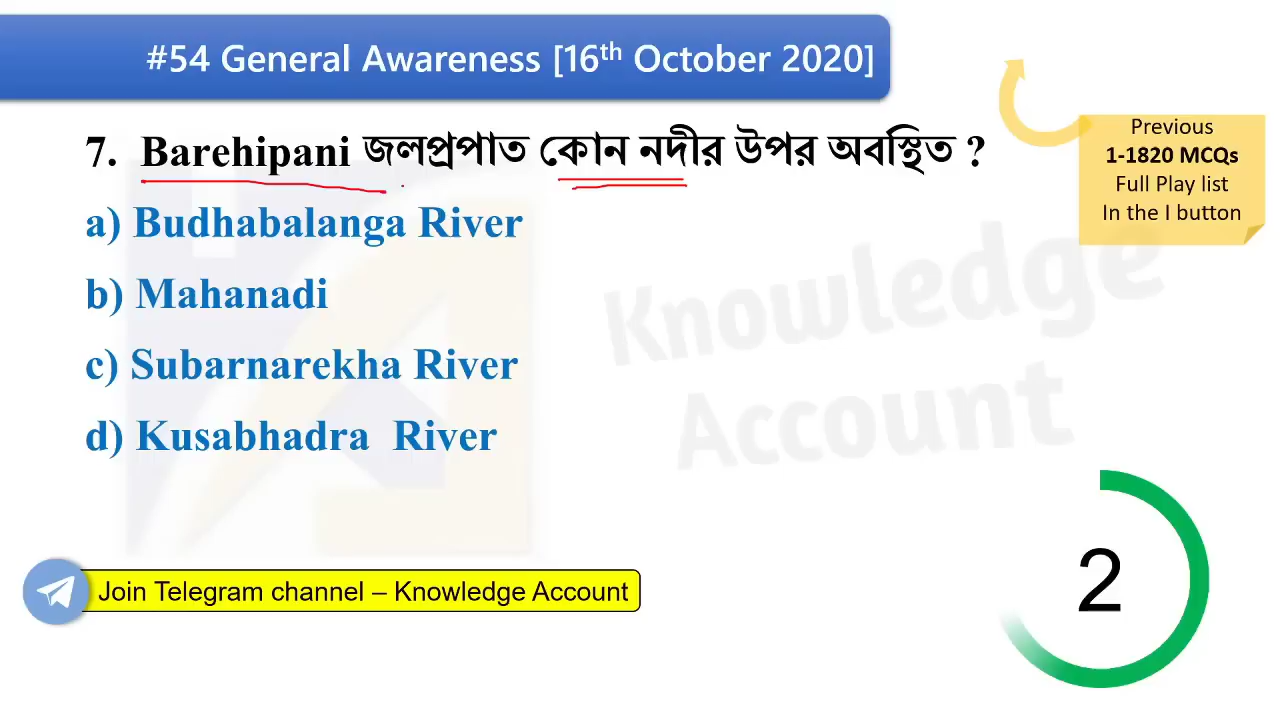 #54 General Awareness [16th October 2020]
Previous
1-1820 MCQs
Full Play list
In the I button
7. Barehipani জলপ্রপাত কোন নদীর উপর অবস্থিত ?
a) Budhabalanga River
b) Mahanadi
c) Subarnarekha River
d) Kusabhadra River
Knowledge
Account
2
Join Telegram channel – Knowledge Account